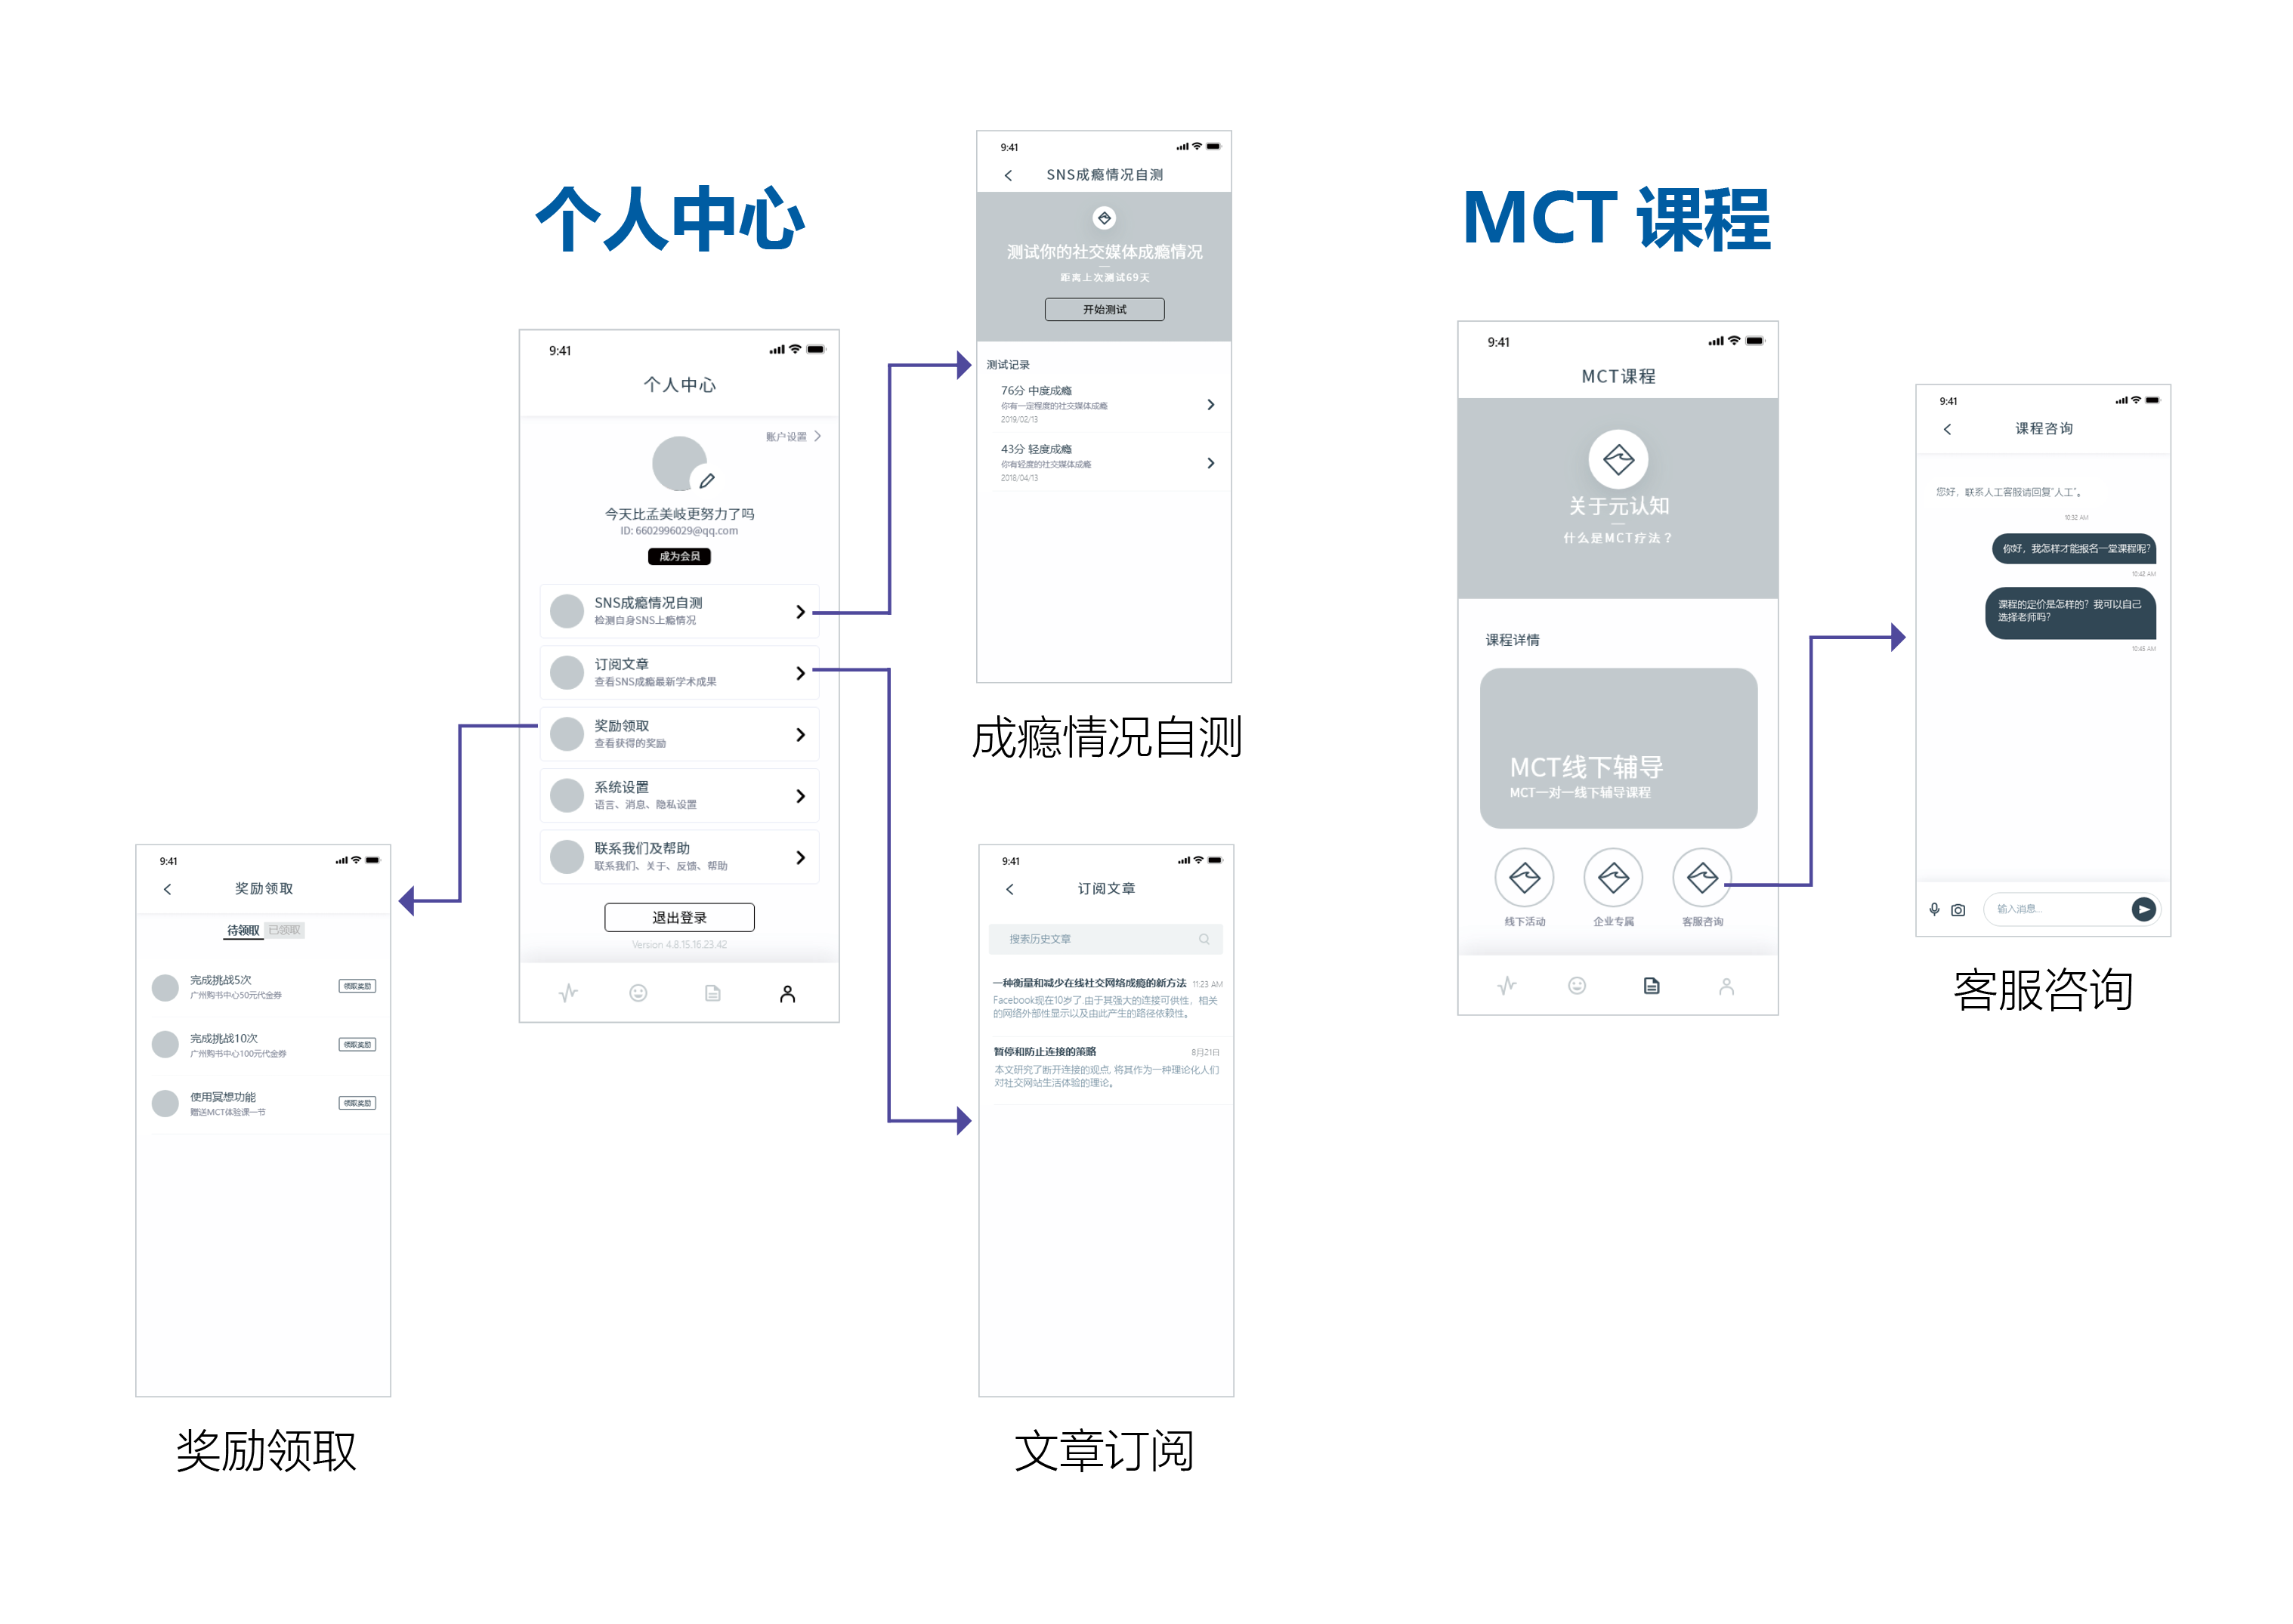 个人中心
9:41
个人中心
账户设置
今天比孟美岐更努力了吗
ID: 6602996029@qq.com
成为会员
SNS成瘾情况自测
检测自身SNS上瘾情况
订阅文章
查看SNS成瘾最新学术成果
奖励领取
查看获得的奖励
系统设置
语言、消息、隐私设置
联系我们及帮助
联系我们、关于、反馈、帮助
退出登录
Version 4.8.15.16.23.42
9:41
SNS成瘾情况自测
测试你的社交媒体成瘾情况
距离上次测试69天
开始测试
测试记录
76分 中度成瘾
你有一定程度的社交媒体成瘾
2019/02/13
43分 轻度成瘾
你有轻度的社交媒体成瘾
2018/04/13
成瘾情况自测
9:41
奖励领取
待领取 已领取
完成挑战5次
广州购书中心50元代金券
领取奖励
完成挑战10次
广州购书中心100元代金券
领取奖励
使用冥想功能
赠送MCT体验课一节
领取奖励
奖励领取
9:41
订阅文章
搜索历史文章
一种衡量和减少在线社交网络成瘾的新方法 11:23 AM
Facebook现在10岁了.由于其强大的连接可供性，相关
的网络外部性显示以及由此产生的路径依赖性。
暂停和防止连接的策略 8月21日
本文研究了断开连接的观点, 将其作为一种理论化人们
对社交网站生活体验的理论。
文章订阅
MCT 课程
9:41
MCT课程
关于元认知
什么是MCT疗法？
课程详情
MCT线下辅导
MCT一对一线下辅导课程
线下活动
企业专属
客服咨询
9:41
课程咨询
您好，联系人工客服请回复“人工”。
10:32 AM
你好，我怎样才能报名一堂课程呢?
10:42 AM
课程的定价是怎样的？我可以自己
选择老师吗?
10:45 AM
输入消息...
客服咨询